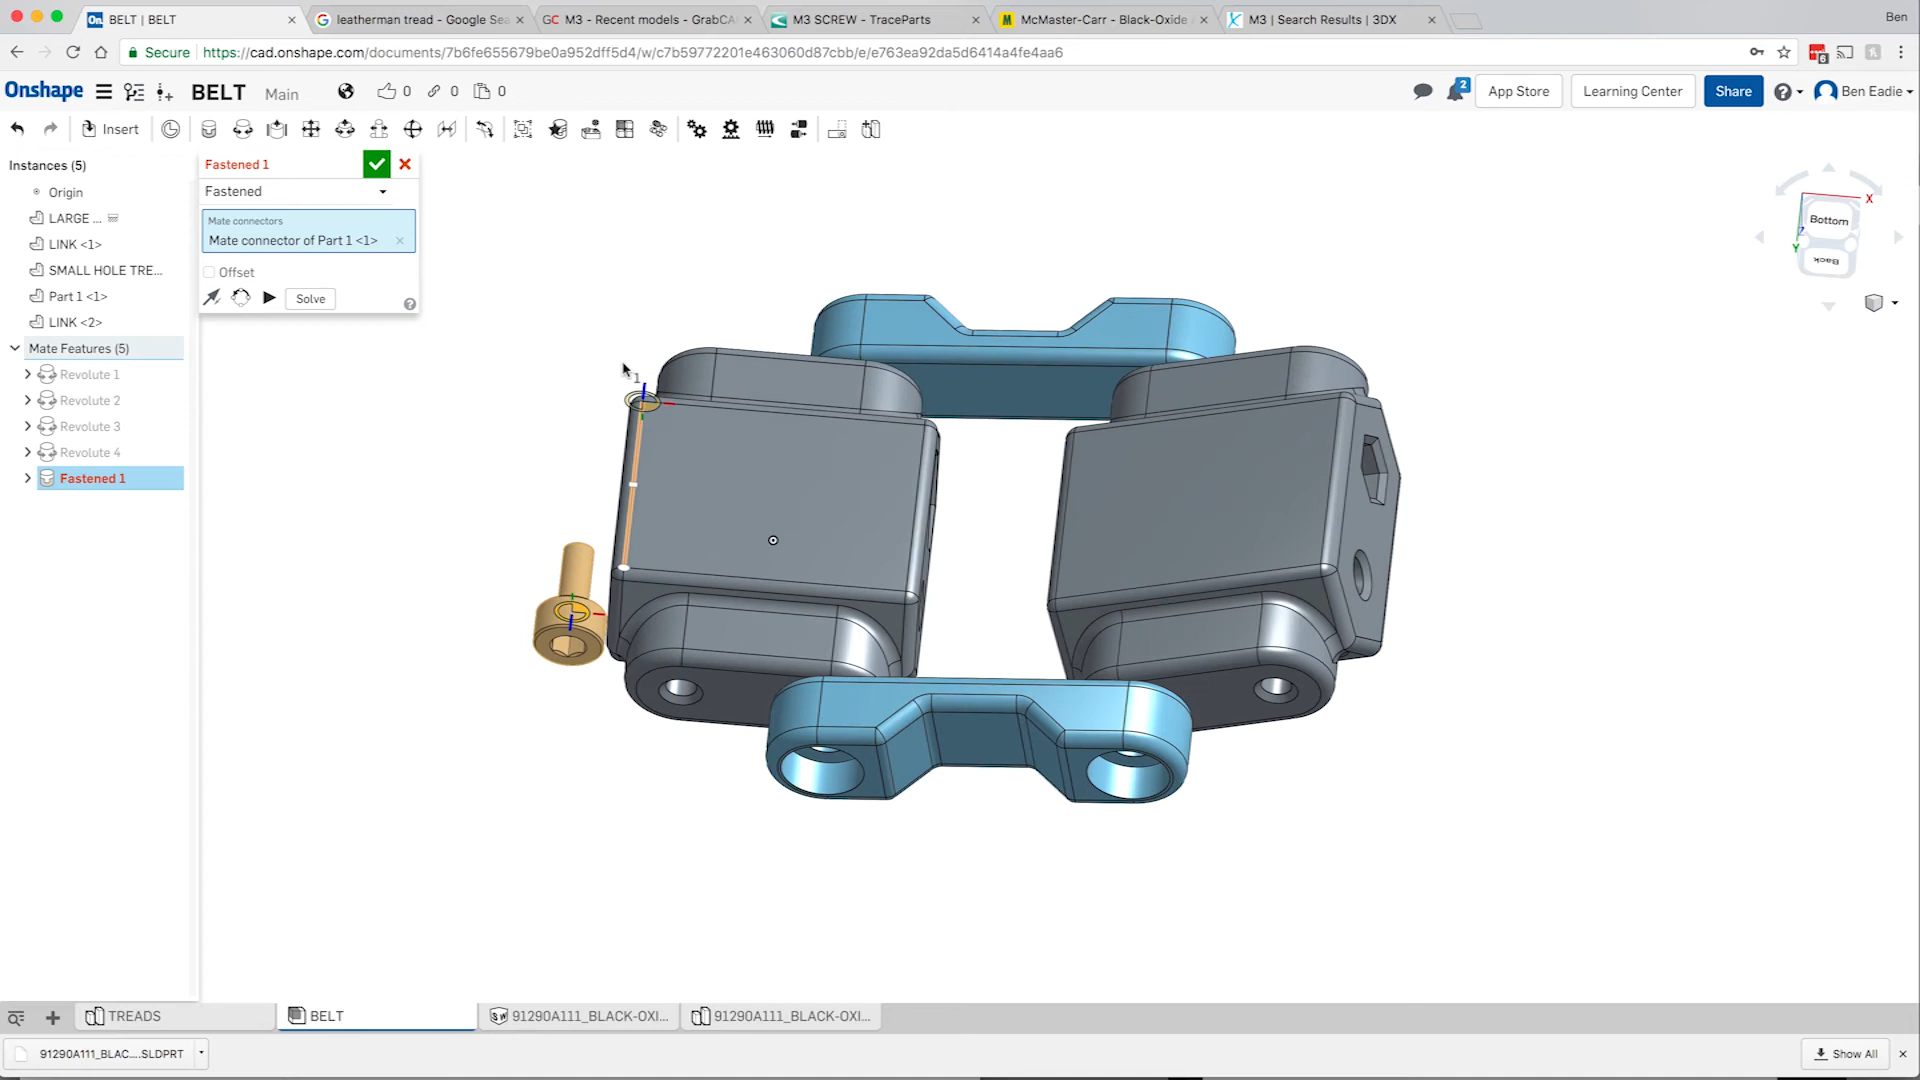 BELT | BELT
leatherman tread - Google Sea
GC M3 - Recent models - GrabCA
M3 SCREW - TraceParts
M McMaster-Carr - Black-Oxide
M3 | Search Results | 3DX
Ben
Secure
https://cad.onshape.com/documents/7b6fe655679be0a952dff5d4/w/c7b59772201e463060d87cbb/e/e763ea92da5d6414a4fe4aa6
6
Onshape
BELT
Main
0
0
0
2
App Store
Learning Center
Share
Ben Eadie
Insert
Instances (5)
Origin
LARGE ...
LINK <1>
SMALL HOLE TRE...
Part 1 <1>
LINK <2>
Mate Features (5)
Revolute 1
Revolute 2
Revolute 3
Revolute 4
Fastened 1
Fastened 1
Fastened
Mate connectors
Mate connector of Part 1 <1>
Offset
Solve
1
X
Bottom
Z
Y
Back
TREADS
BELT
91290A111_BLACK-OXI...
91290A111_BLACK-OXI...
91290A111_BLAC....SLDPRT
Show All